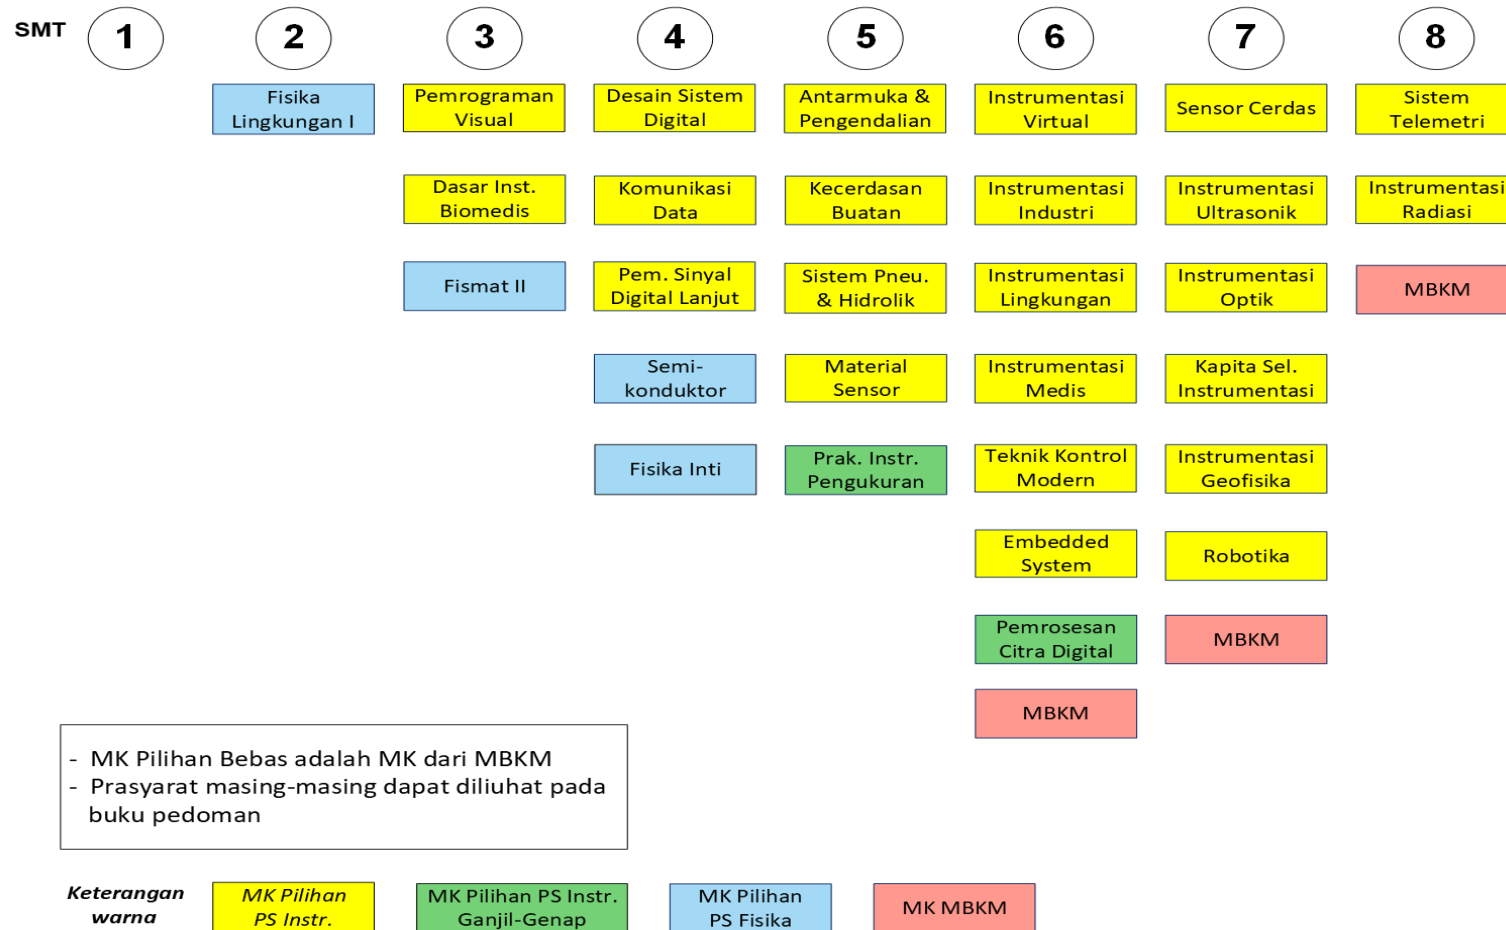 SMT 1 2 3 4 5 6 7 8
Fisika
Lingkungan I
Pemrograman
Visual
Desain Sistem
Digital
Antarmuka &
Pengendalian
Instrumentasi
Virtual
Sensor Cerdas
Sistem
Telemetri
Dasar Inst.
Biomedis
Komunikasi
Data
Kecerdasan
Buatan
Instrumentasi
Industri
Instrumentasi
Ultrasonik
Instrumentasi
Radiasi
Fismat II
Pem. Sinyal
Digital Lanjut
Sistem Pneu.
& Hidrolik
Instrumentasi
Lingkungan
Instrumentasi
Optik
MBKM
Semi-
konduktor
Material
Sensor
Instrumentasi
Medis
Kapita Sel.
Instrumentasi
Fisika Inti
Prak. Instr.
Pengukuran
Teknik Kontrol
Modern
Instrumentasi
Geofisika
Embedded
System
Robotika
Pemrosesan
Citra Digital
MBKM
MBKM
- MK Pilihan Bebas adalah MK dari MBKM
- Prasyarat masing-masing dapat diliuhat pada
buku pedoman
Keterangan
warna
MK Pilihan
PS Instr.
MK Pilihan PS Instr.
Ganjil-Genap
MK Pilihan
PS Fisika
MK MBKM